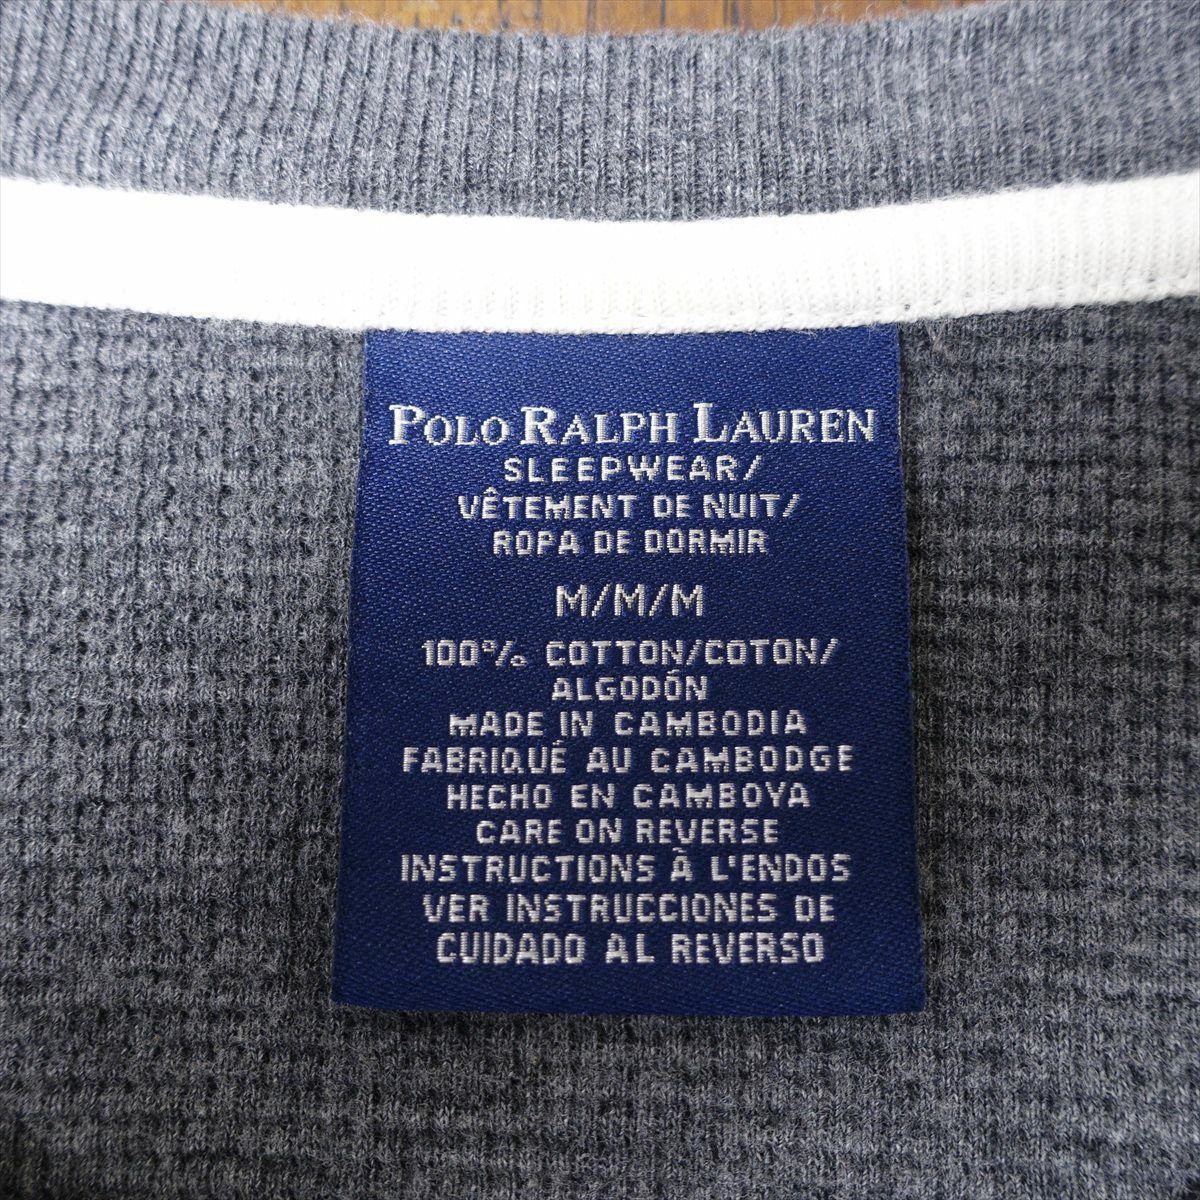 POLO RALPH LAUREN
SLEEPWEAR/
VÊTEMENT DE NUIT/
ROPA DE DORMIR
M/M/M
100% COTTON/COTON/
ALGODÓN
MADE IN CAMBODIA
FABRIQUÉ AU CAMBODGE
HECHO EN CAMBOYA
CARE ON REVERSE
INSTRUCTIONS À L'ENDOS
VER INSTRUCCIONES DE
CUIDADO AL REVERSO